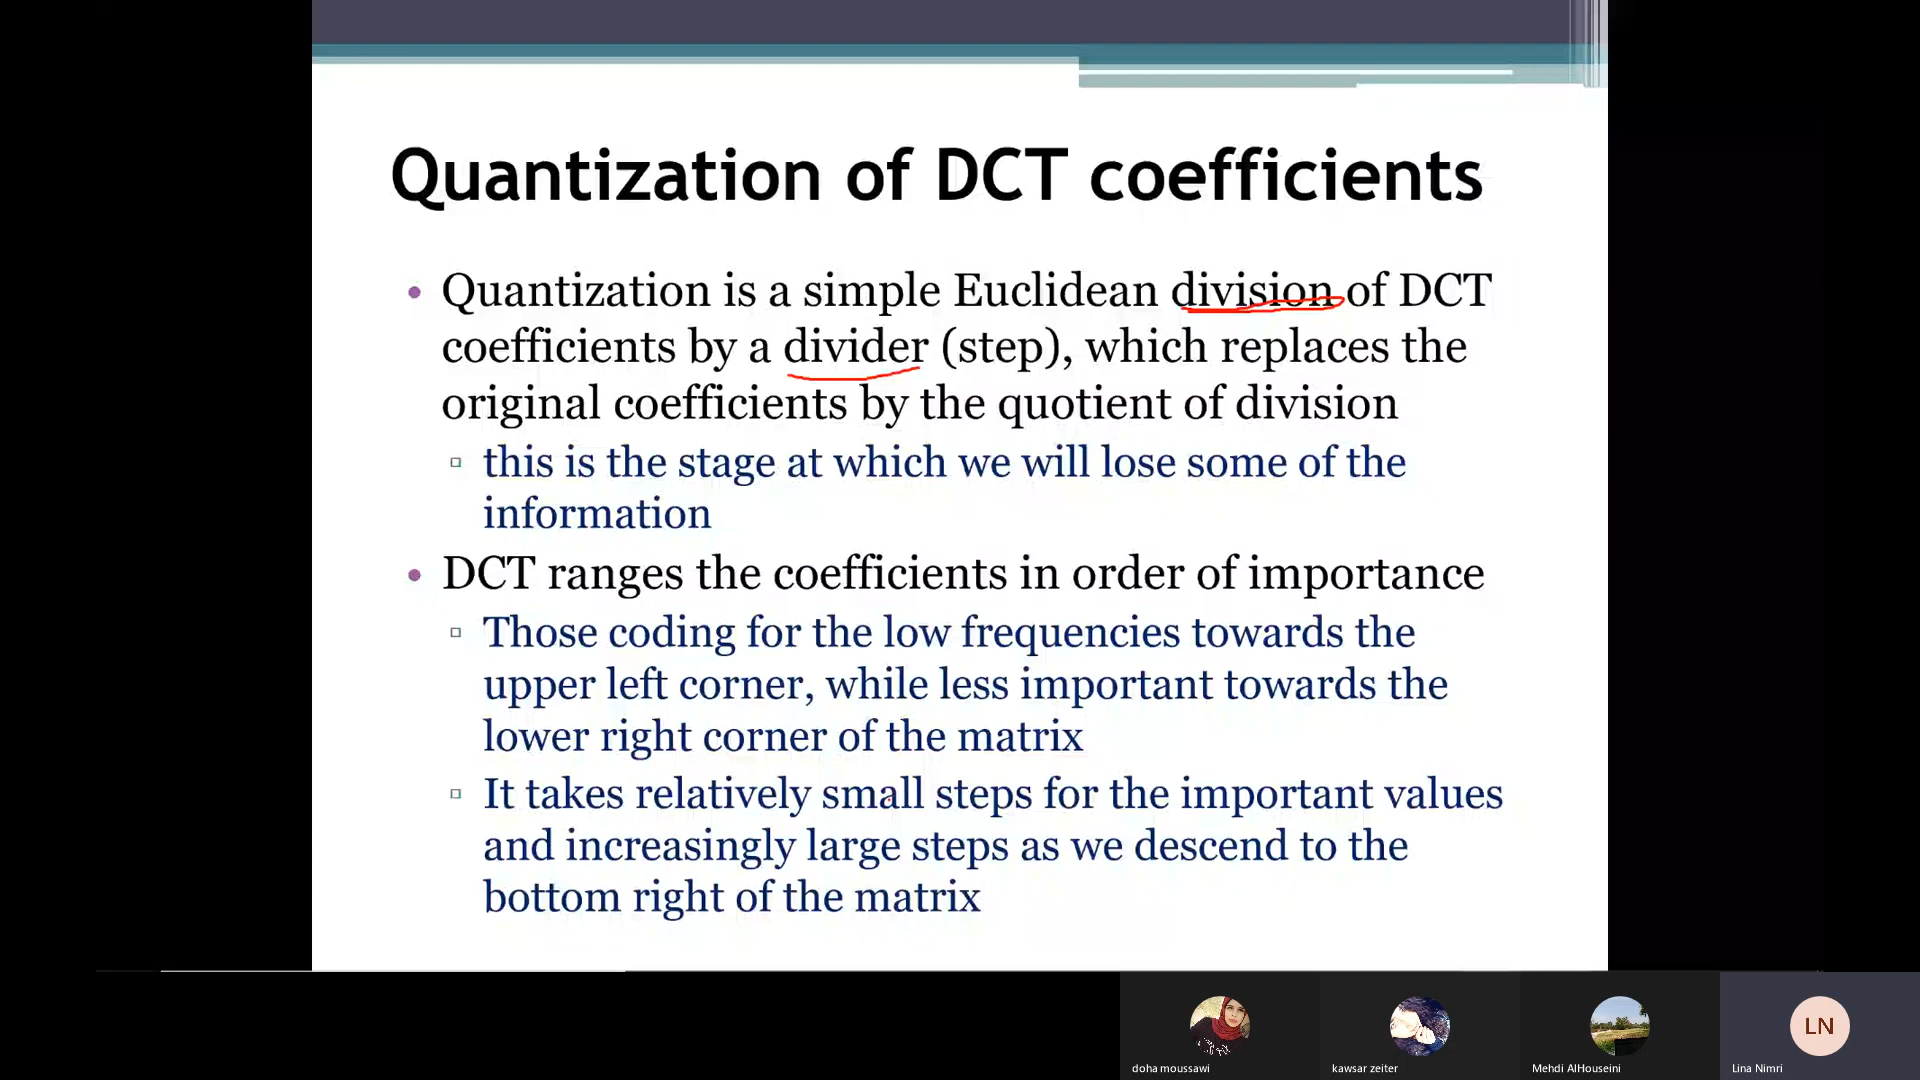 Quantization of DCT coefficients
• Quantization is a simple Euclidean division of DCT
coefficients by a divider (step), which replaces the
original coefficients by the quotient of division
▫ this is the stage at which we will lose some of the
information
• DCT ranges the coefficients in order of importance
▫ Those coding for the low frequencies towards the
upper left corner, while less important towards the
lower right corner of the matrix
▫ It takes relatively small steps for the important values
and increasingly large steps as we descend to the
bottom right of the matrix
LN
doha moussawi
kawsar zeiter
Mehdi AlHouseini
Lina Nimri